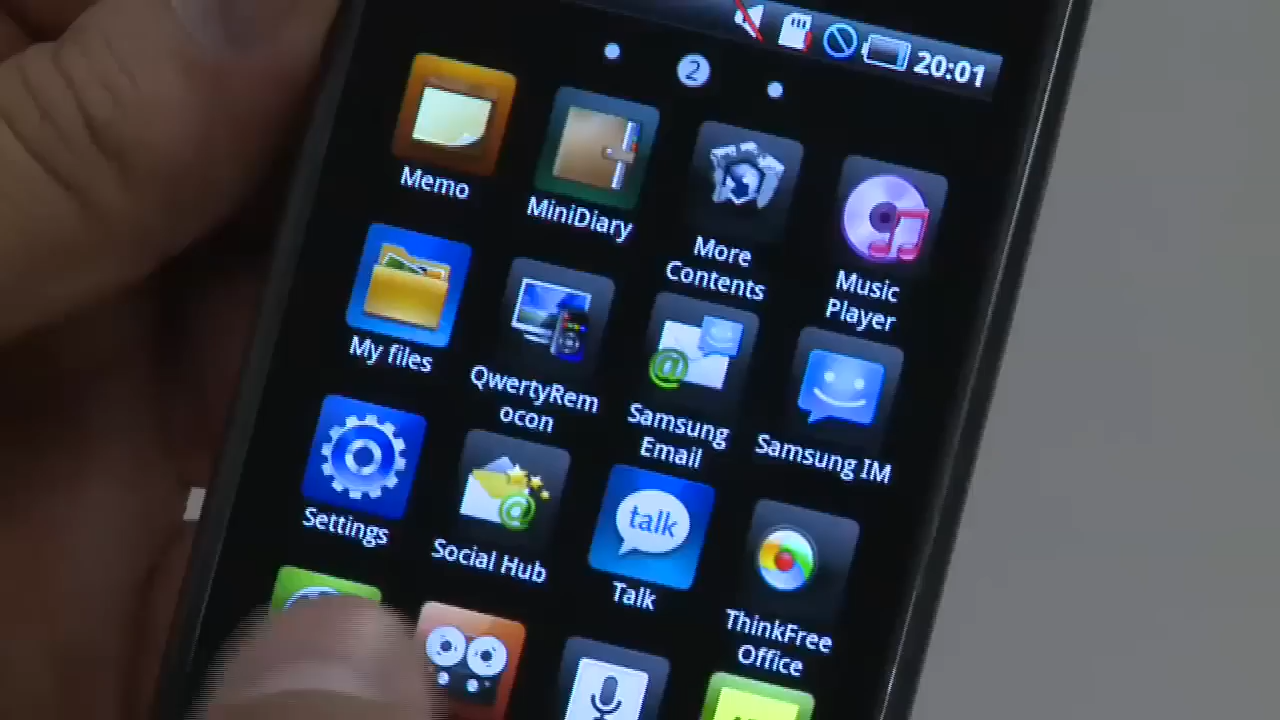 20:01
2
Memo
MiniDiary
More
Contents
Music
Player
My files
QwertyRem
ocon
Samsung
Email
Samsung IM
Settings
Social Hub
talk
Talk
ThinkFree
Office